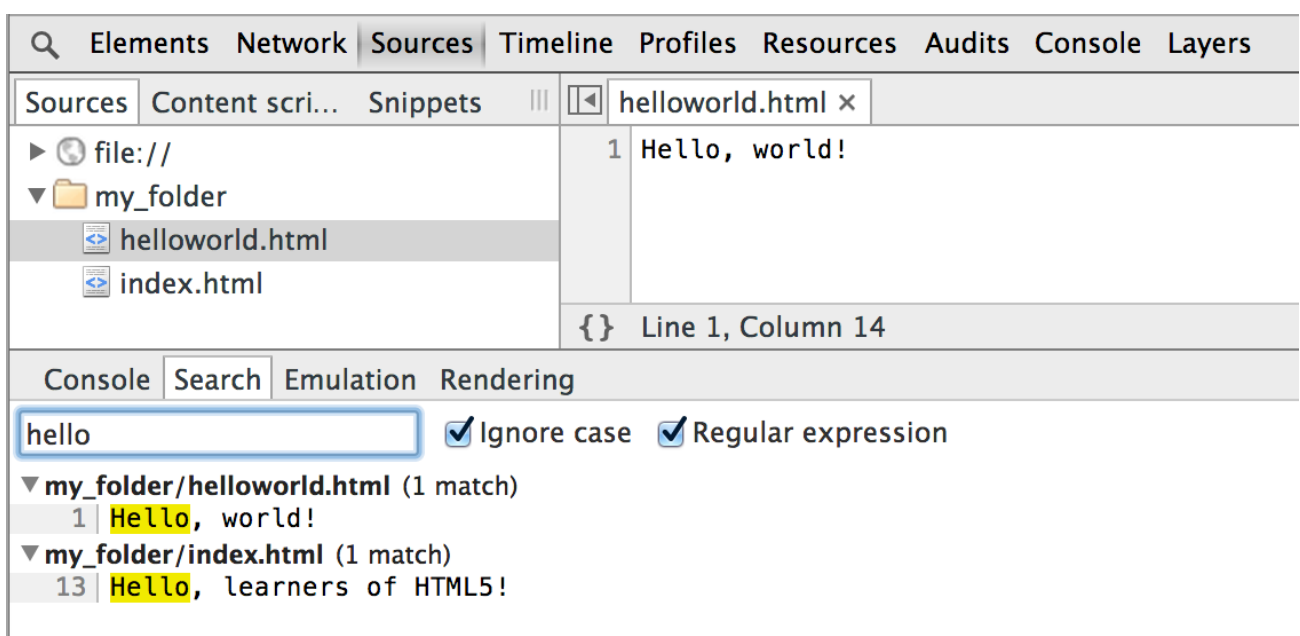 Elements Network Sources Timeline Profiles Resources Audits Console Layers
Sources Content scri... Snippets
helloworld.html ×
file://
my_folder
helloworld.html
index.html
1 Hello, world!
{} Line 1, Column 14
Console Search Emulation Rendering
hello Ignore case Regular expression
my_folder/helloworld.html (1 match)
1 Hello, world!
my_folder/index.html (1 match)
13 Hello, learners of HTML5!